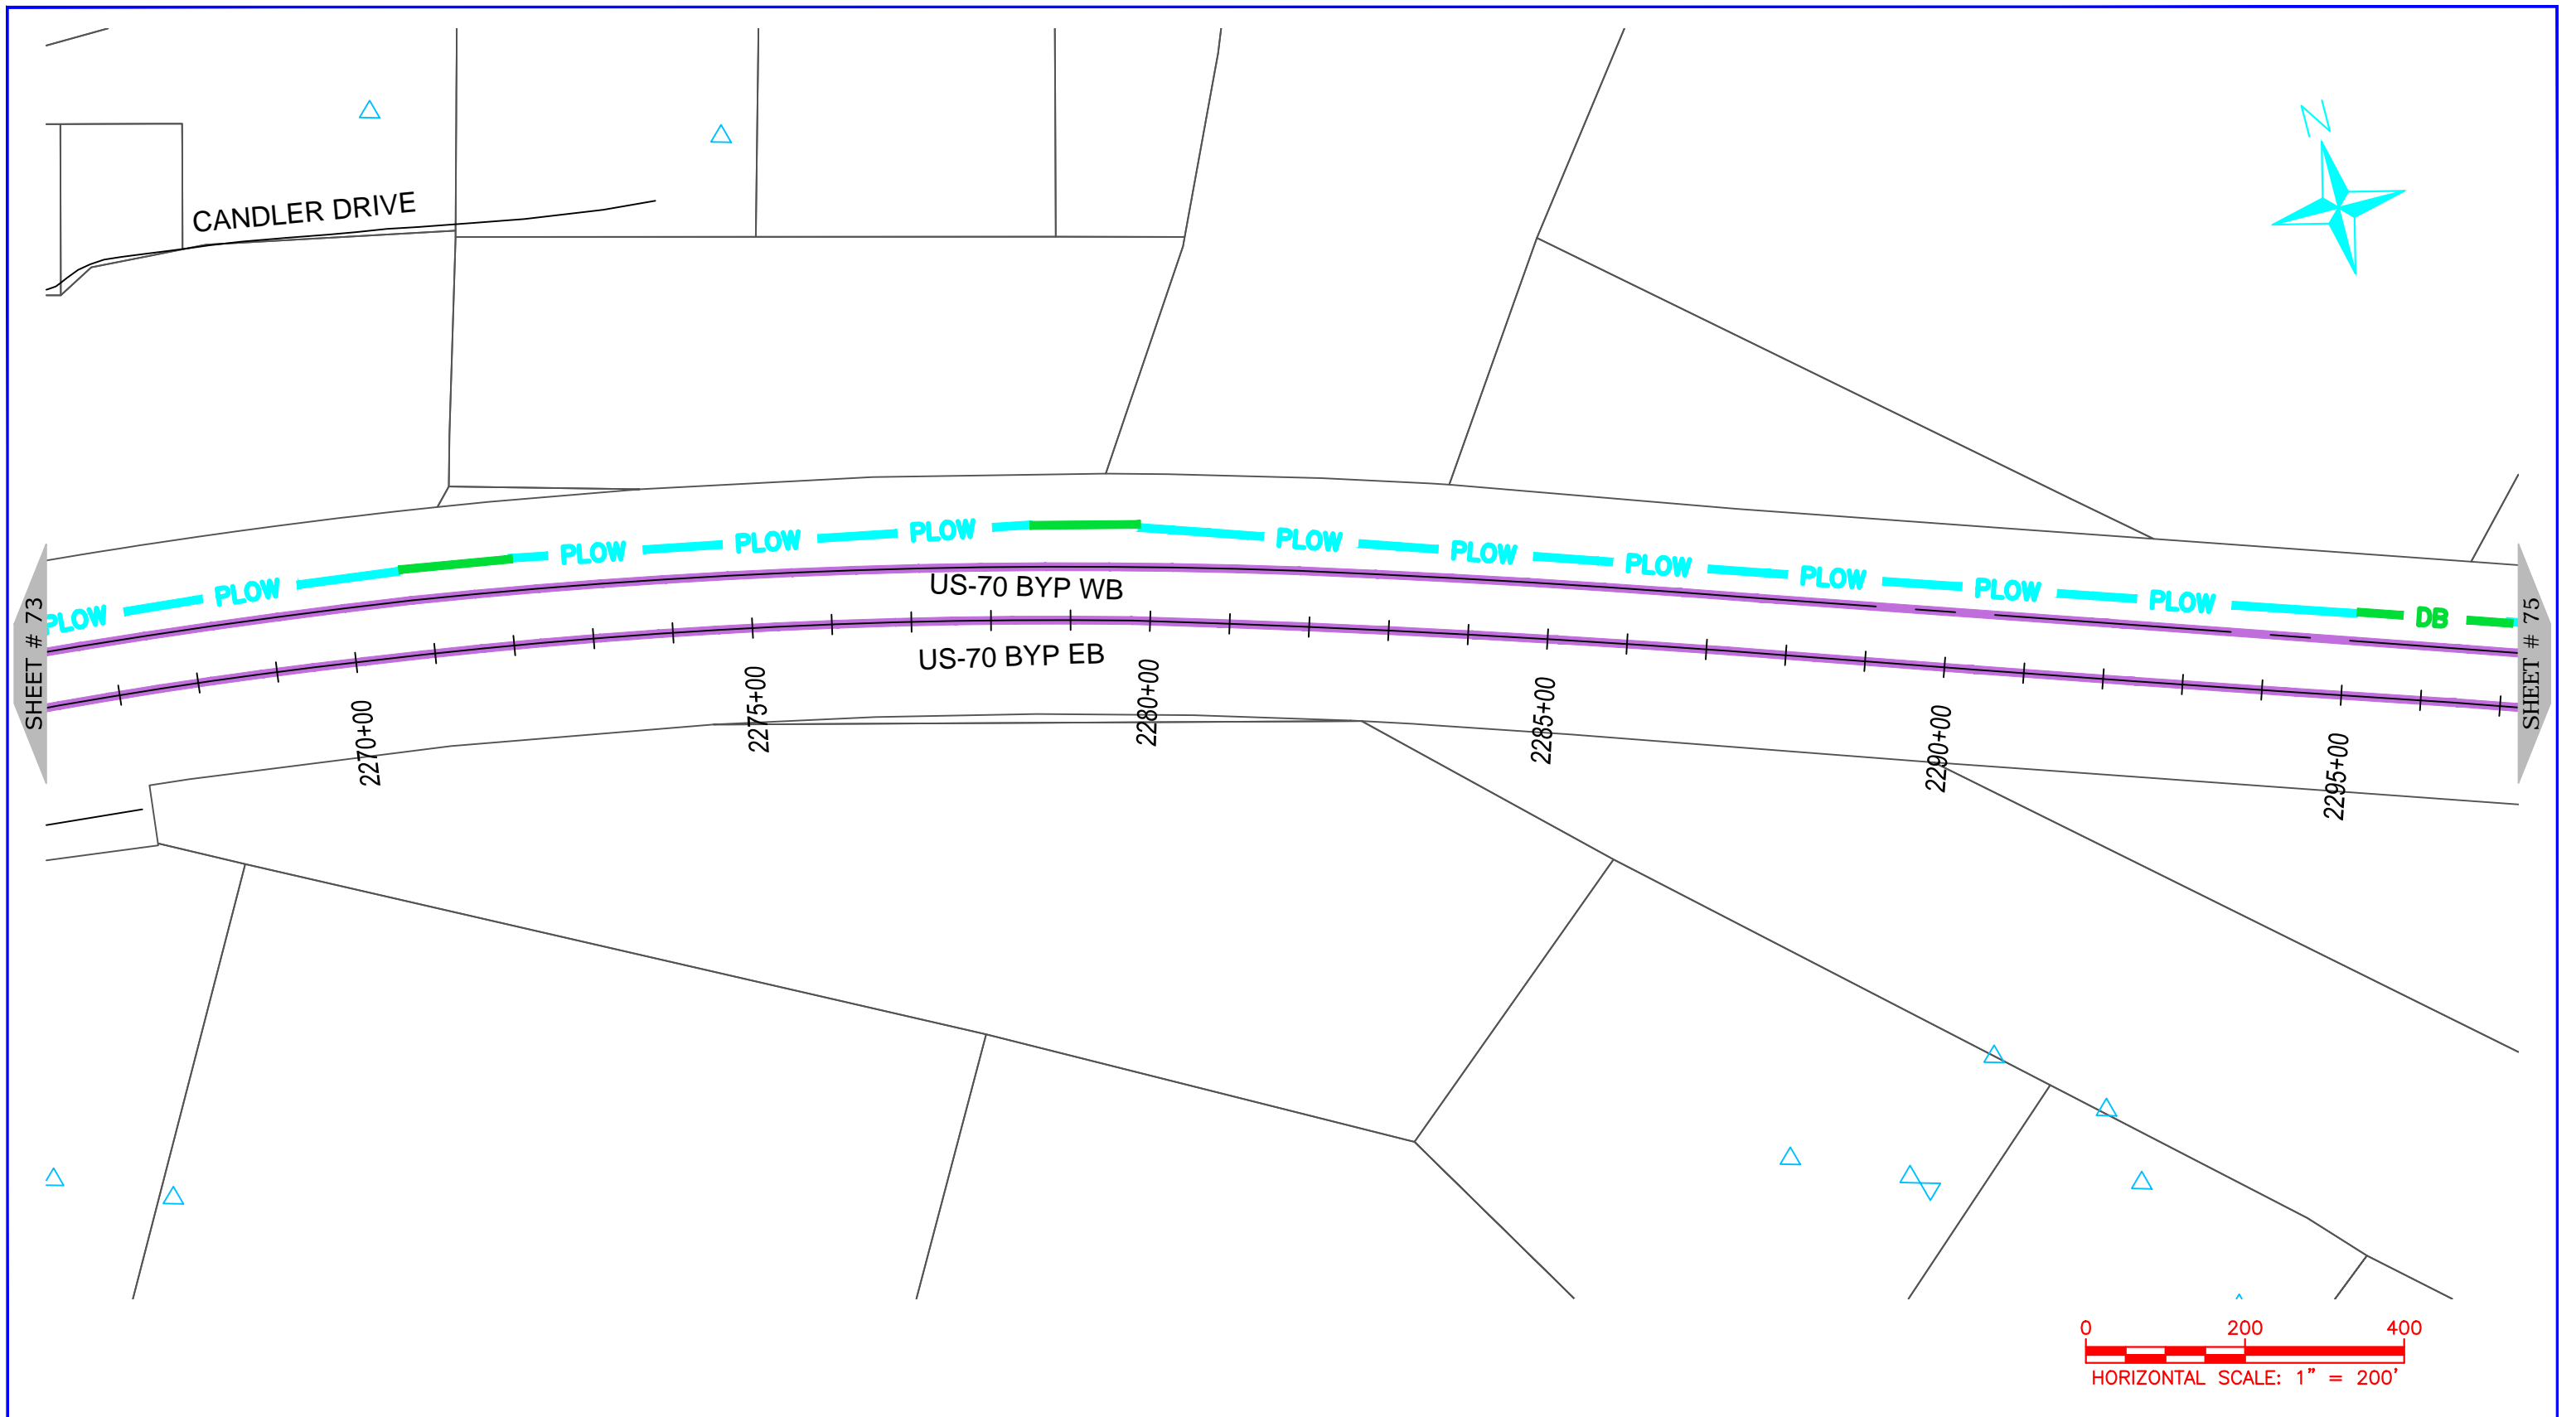 N
CANDLER DRIVE
PLOW PLOW PLOW PLOW PLOW PLOW PLOW PLOW PLOW PLOW PLOW DB
US-70 BYP WB
US-70 BYP EB
SHEET # 73
SHEET # 75
2270+00
2275+00
2280+00
2285+00
2290+00
2295+00
0 200 400
HORIZONTAL SCALE: 1" = 200'